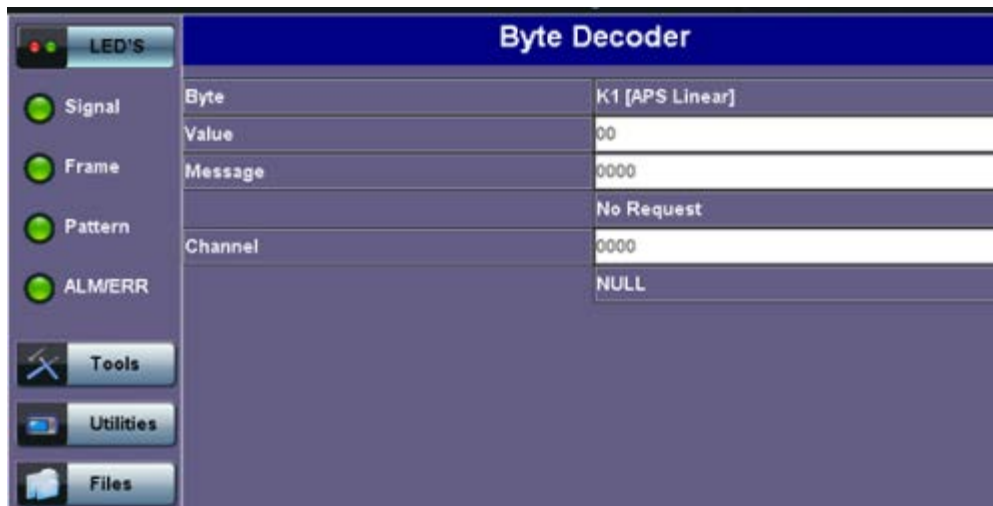 LED'S
Signal
Frame
Pattern
ALM/ERR
Tools
Utilities
Files
Byte Decoder
Byte K1 [APS Linear]
Value 00
Message 0000
No Request
Channel 0000
NULL